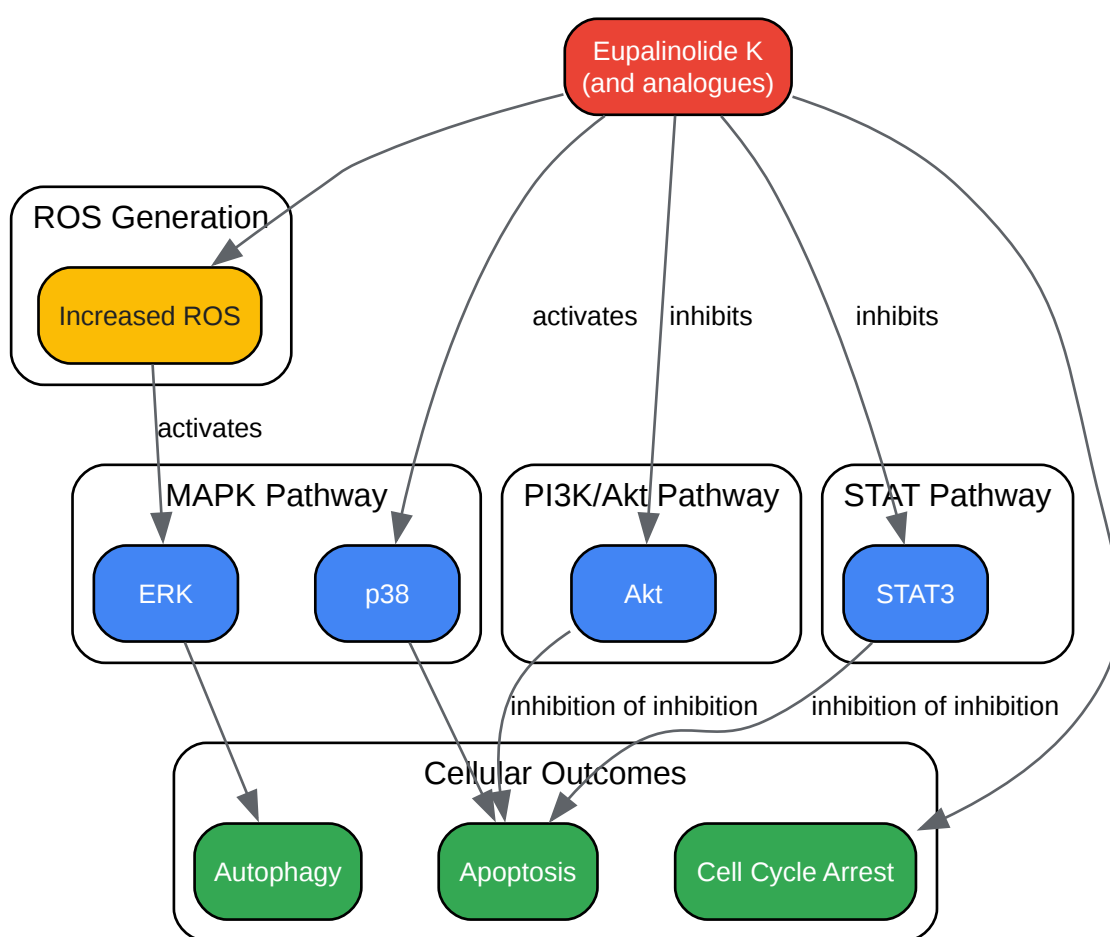 Eupalinolide K
(and analogues)
ROS Generation
Increased ROS
activates
inhibits
inhibits
activates
MAPK Pathway
PI3K/Akt Pathway
STAT Pathway
ERK
p38
Akt
STAT3
inhibition of inhibition
inhibition of inhibition
Cellular Outcomes
Autophagy
Apoptosis
Cell Cycle Arrest